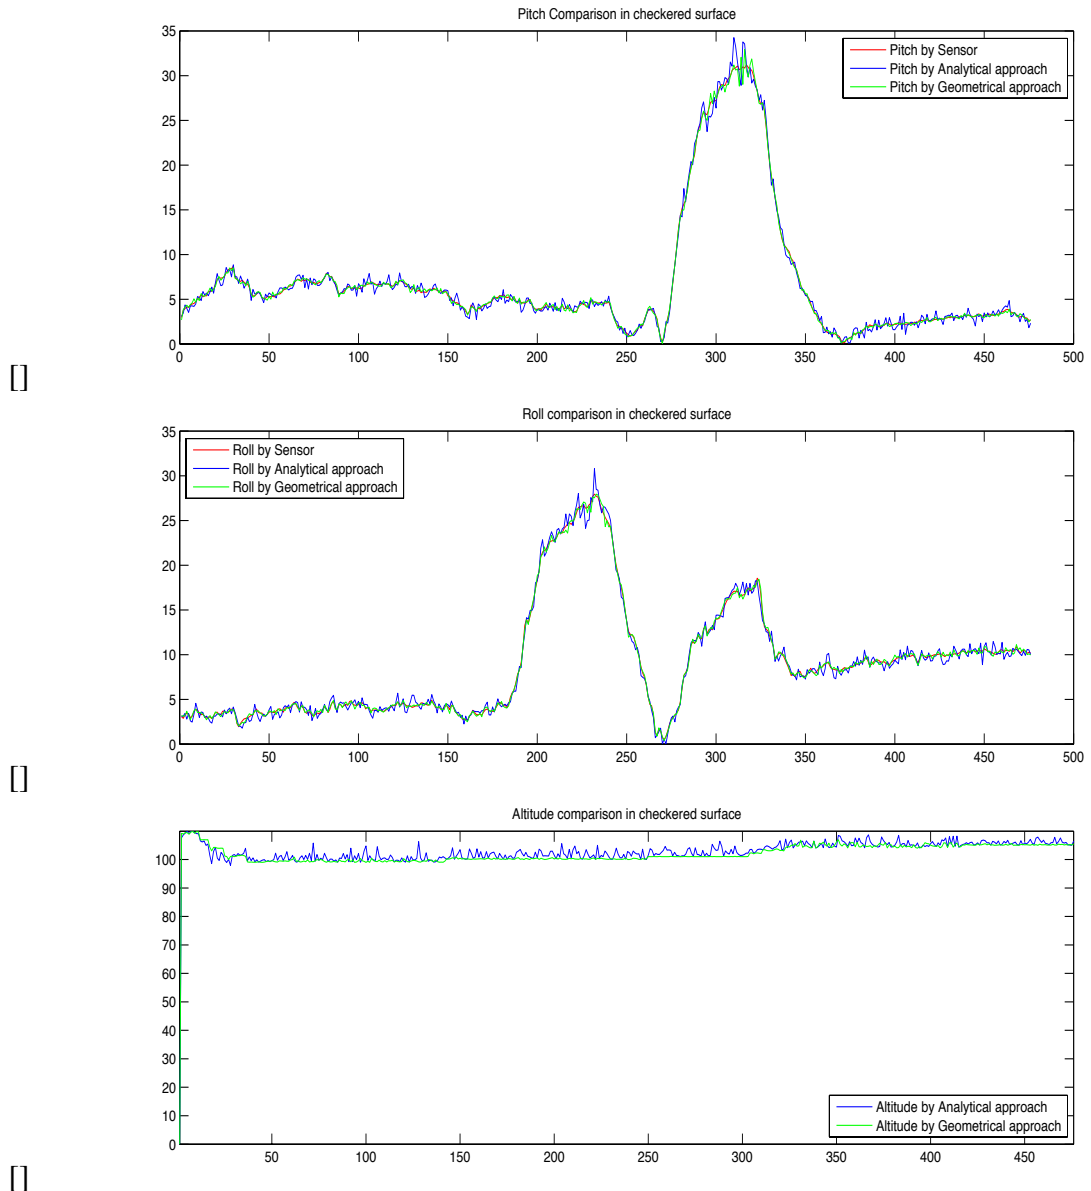 Pitch Comparison in checkered surface
35
30
25
20
15
10
5
0
Pitch by Sensor
Pitch by Analytical approach
Pitch by Geometrical approach
0 50 100 150 200 250 300 350 400 450 500
[]
Roll comparison in checkered surface
35
30
25
20
15
10
5
0
Roll by Sensor
Roll by Analytical approach
Roll by Geometrical approach
0 50 100 150 200 250 300 350 400 450 500
[]
Altitude comparison in checkered surface
100
90
80
70
60
50
40
30
20
10
0
Altitude by Analytical approach
Altitude by Geometrical approach
50 100 150 200 250 300 350 400 450
[]